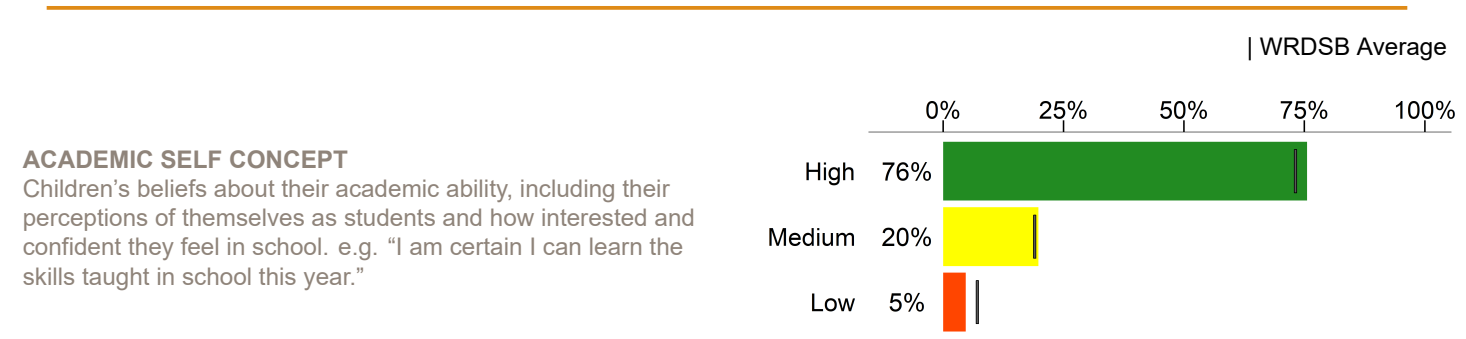 | WRDSB Average
0% 25% 50% 75% 100%
ACADEMIC SELF CONCEPT
Children’s beliefs about their academic ability, including their
perceptions of themselves as students and how interested and
confident they feel in school. e.g. “I am certain I can learn the
skills taught in school this year.”
High 76%
Medium 20%
Low 5%